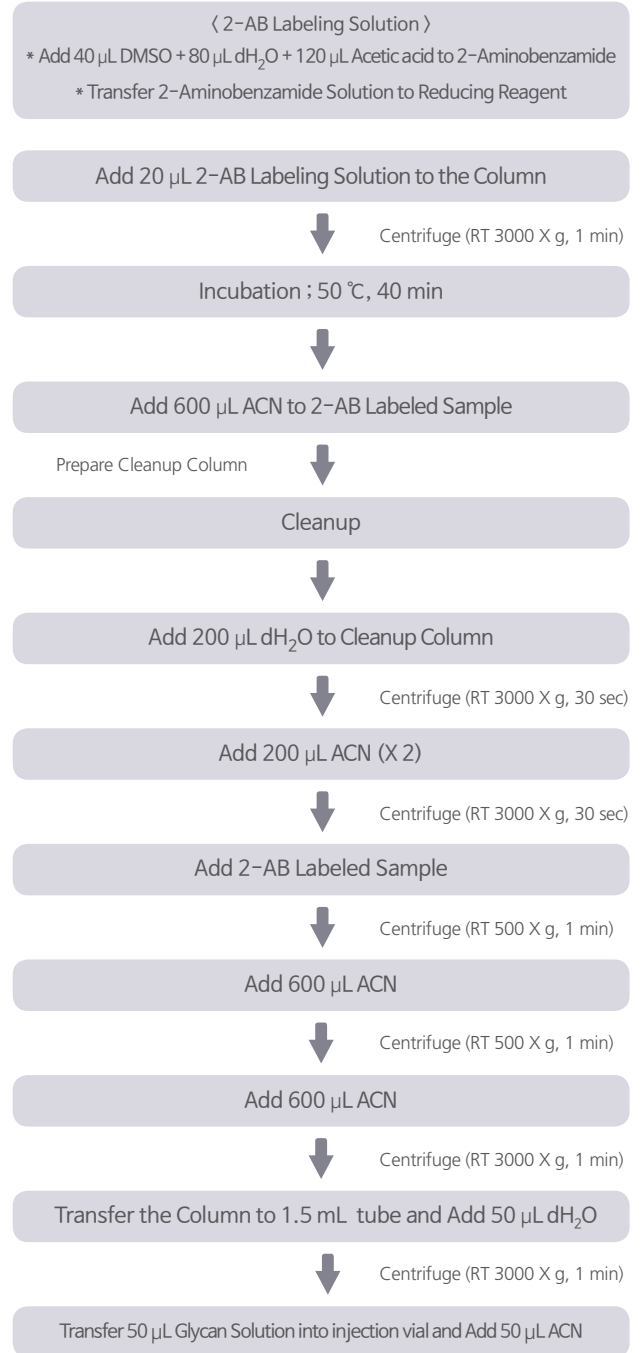 〈 2-AB Labeling Solution 〉
* Add 40 μL DMSO + 80 μL dH₂O + 120 μL Acetic acid to 2-Aminobenzamide
* Transfer 2-Aminobenzamide Solution to Reducing Reagent
Add 20 μL 2-AB Labeling Solution to the Column
Centrifuge (RT 3000 X g, 1 min)
Incubation ; 50 ℃, 40 min
Add 600 μL ACN to 2-AB Labeled Sample
Prepare Cleanup Column
Cleanup
Add 200 μL dH₂O to Cleanup Column
Centrifuge (RT 3000 X g, 30 sec)
Add 200 μL ACN (X 2)
Centrifuge (RT 3000 X g, 30 sec)
Add 2-AB Labeled Sample
Centrifuge (RT 500 X g, 1 min)
Add 600 μL ACN
Centrifuge (RT 500 X g, 1 min)
Add 600 μL ACN
Centrifuge (RT 3000 X g, 1 min)
Transfer the Column to 1.5 mL tube and Add 50 μL dH₂O
Centrifuge (RT 3000 X g, 1 min)
Transfer 50 μL Glycan Solution into injection vial and Add 50 μL ACN